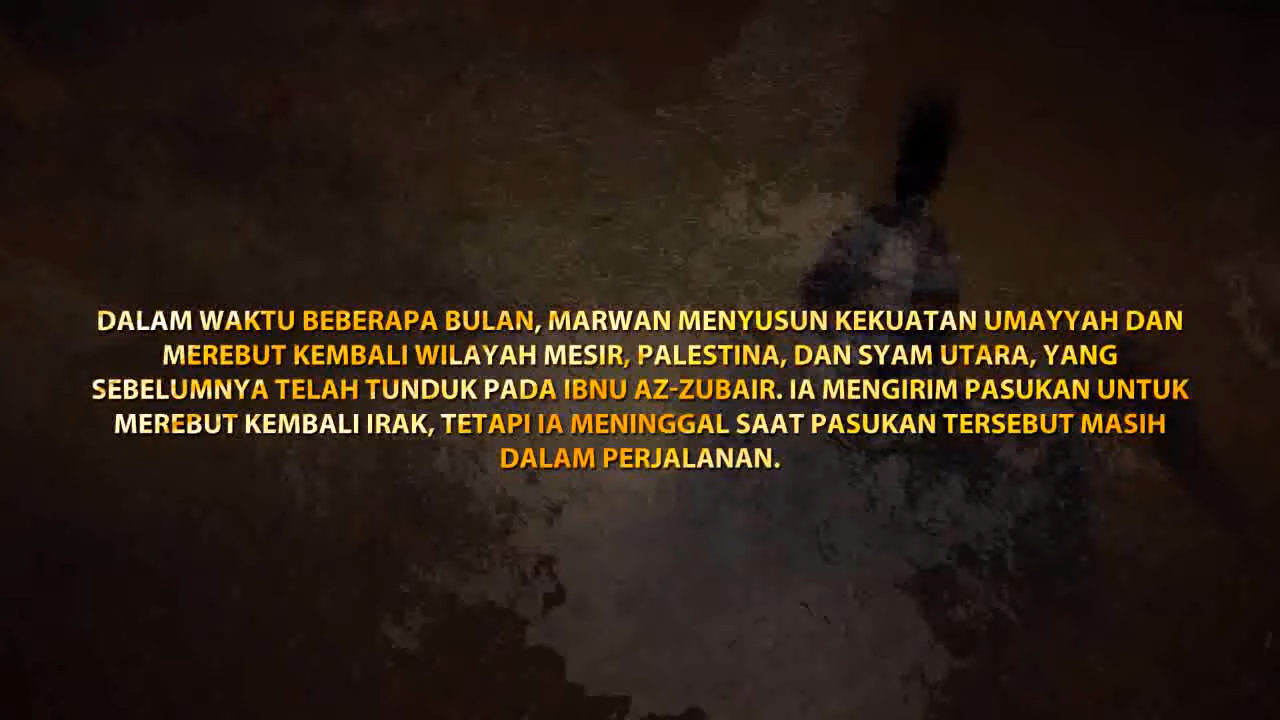 DALAM WAKTU BEBERAPA BULAN, MARWAN MENYUSUN KEKUATAN UMAYYAH DAN
MEREBUT KEMBALI WILAYAH MESIR, PALESTINA, DAN SYAM UTARA, YANG
SEBELUMNYA TELAH TUNDUK PADA IBNU AZ-ZUBAIR. IA MENGIRIM PASUKAN UNTUK
MEREBUT KEMBALI IRAK, TETAPI IA MENINGGAL SAAT PASUKAN TERSEBUT MASIH
DALAM PERJALANAN.